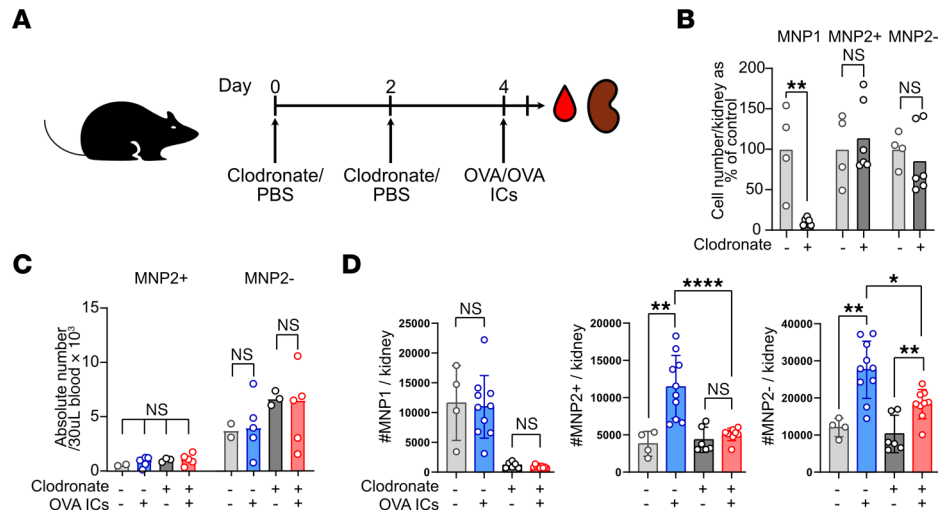 A
Day
0
2
4
Clodronate/
PBS
Clodronate/
PBS
OVA/OVA
ICs
B
MNP1
MNP2+
MNP2-
NS
NS
**
200
150
100
50
0
Cell number/kidney as
% of control
Clodronate
-
+
-
+
-
+
C
MNP2+
MNP2-
15
10
5
0
Absolute number
/30uL blood × 10³
NS
NS
NS
Clodronate
-
-
+
+
-
-
+
+
OVA ICs
-
+
-
+
-
+
-
+
D
#MNP1 / kidney
25000
20000
15000
10000
5000
0
NS
NS
Clodronate
-
-
+
+
OVA ICs
-
+
-
+
#MNP2+ / kidney
20000
15000
10000
5000
0
**
****
NS
-
-
+
+
-
+
-
+
#MNP2- / kidney
40000
30000
20000
10000
0
**
*
**
-
-
+
+
-
+
-
+